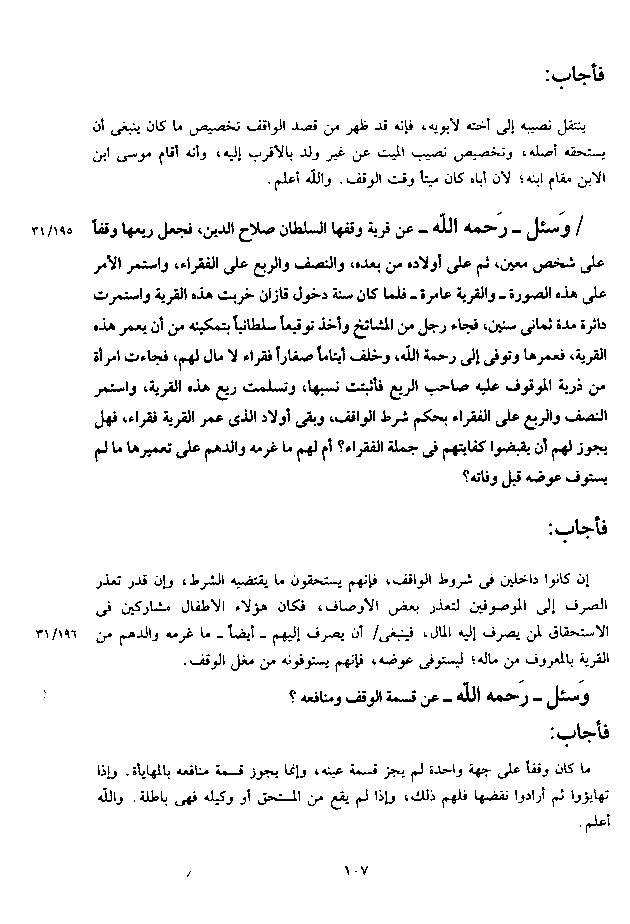 فأجاب:
ينتقل نصيبه إلى أخته لأبويه، فإنه قد ظهر من قصد الواقف تخصيص ما كان ينبغى أن
يستحقه أصله، وتخصيص نصيب الميت عن غير ولد بالأقرب إليه، وأنه أقام موسى ابن
الابن مقام ابنه؛ لأن أباه كان ميتاً وقت الوقف. والله أعلم.
/ وَسئل ـ رَحمه الله ـ عن قرية وقفها السلطان صلاح الدين، فجعل ريعها وقفاً ٣١/١٩٥
على شخص معين، ثم على أولاده من بعده، والنصف والربع على الفقراء، واستمر الأمر
على هذه الصورة ـ والقرية عامرة ـ فلما كان سنة دخول قازان خربت هذه القرية واستمرت
داثرة مدة ثمانى سنين، فجاء رجل من المشائخ وأخذ توقيعاً سلطانياً بتمكينه من أن يعمر هذه
القرية، فعمرها وتوفى إلى رحمة الله، وخلف أيتاماً صغاراً فقراء لا مال لهم، فجاءت امرأة
من ذرية الموقوف عليه صاحب الربع فأثبتت نسبها، وتسلمت ريع هذه القرية، واستمر
النصف والربع على الفقراء بحكم شرط الواقف، وبقى أولاد الذى عمر القرية فقراء، فهل
يجوز لهم أن يقبضوا كفايتهم فى جملة الفقراء؟ أم لهم ما غرمه والدهم على تعميرها ما لم
يستوف عوضه قبل وفاته؟
فأجاب:
إن كانوا داخلين فى شروط الواقف، فإنهم يستحقون ما يقتضيه الشرط، وإن قدر تعذر
الصرف إلى الموصوفين لتعذر بعض الأوصاف، فكان هؤلاء الأطفال مشاركين فى
الاستحقاق لمن يصرف إليه المال، فينبغى/ أن يصرف إليهم ـ أيضاً ـ ما غرمه والدهم من ٣١/١٩٦
القرية بالمعروف من ماله؛ ليستوفى عوضه، فإنهم يستوفونه من مغل الوقف.
وَسئل ـ رَحمه الله ـ عن قسمة الوقف ومنافعه ؟
فأجاب:
ما كان وقفاً على جهة واحدة لم يجز قسمة عينه، وإنما يجوز قسمة منافعه بالمهايأة. وإذا
تهايؤوا ثم أرادوا نقضها فلهم ذلك، وإذا لم يقع من المستحق أو وكيله فهى باطلة. والله
أعلم.
١٠٧